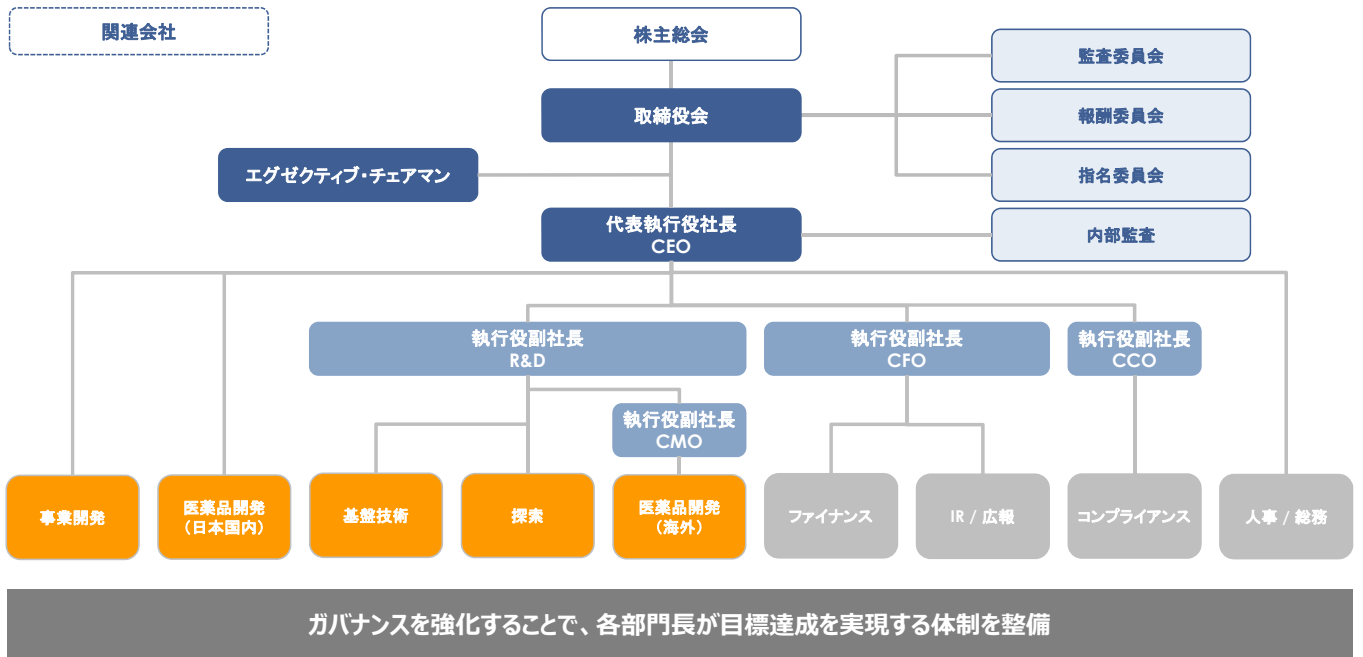 関連会社
株主総会
監査委員会
取締役会
報酬委員会
エグゼクティブ・チェアマン
指名委員会
代表執行役社長
CEO
内部監査
執行役副社長
R&D
執行役副社長
CFO
執行役副社長
CCO
執行役副社長
CMO
事業開発
医薬品開発
（日本国内）
基盤技術
探索
医薬品開発
（海外）
ファイナンス
IR / 広報
コンプライアンス
人事 / 総務
ガバナンスを強化することで、各部門長が目標達成を実現する体制を整備